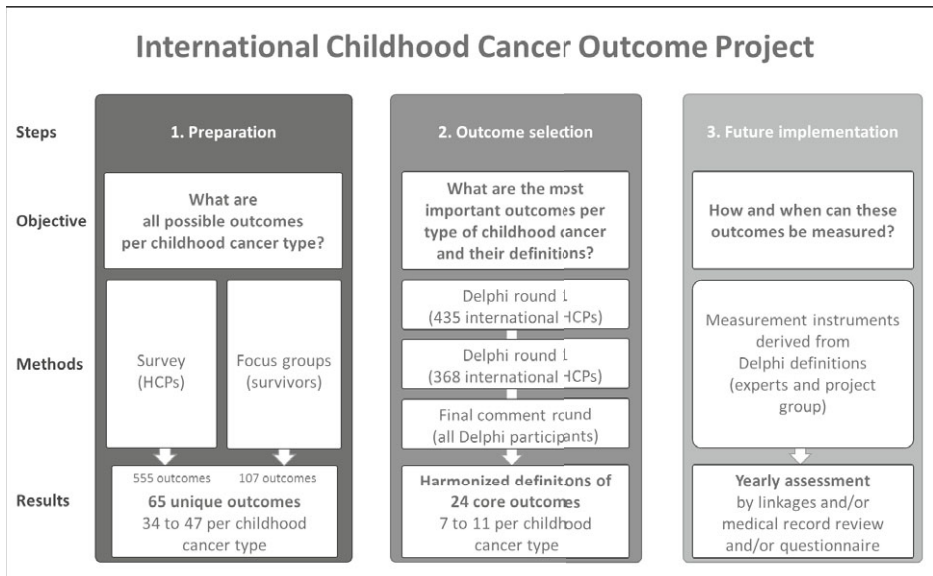 International Childhood Cancer Outcome Project
Steps
1. Preparation
2. Outcome selection
3. Future implementation
Objective
What are
all possible outcomes
per childhood cancer type?
What are the most
important outcomes per
type of childhood cancer
and their definitions?
How and when can these
outcomes be measured?
Methods
Survey
(HCPs)
Focus groups
(survivors)
Delphi round 1
(435 international HCPs)
Delphi round 1
(368 international HCPs)
Final comment round
(all Delphi participants)
Measurement instruments
derived from
Delphi definitions
(experts and project
group)
Results
555 outcomes
107 outcomes
65 unique outcomes
34 to 47 per childhood
cancer type
Harmonized definitions of
24 core outcomes
7 to 11 per childhood
cancer type
Yearly assessment
by linkages and/or
medical record review
and/or questionnaire